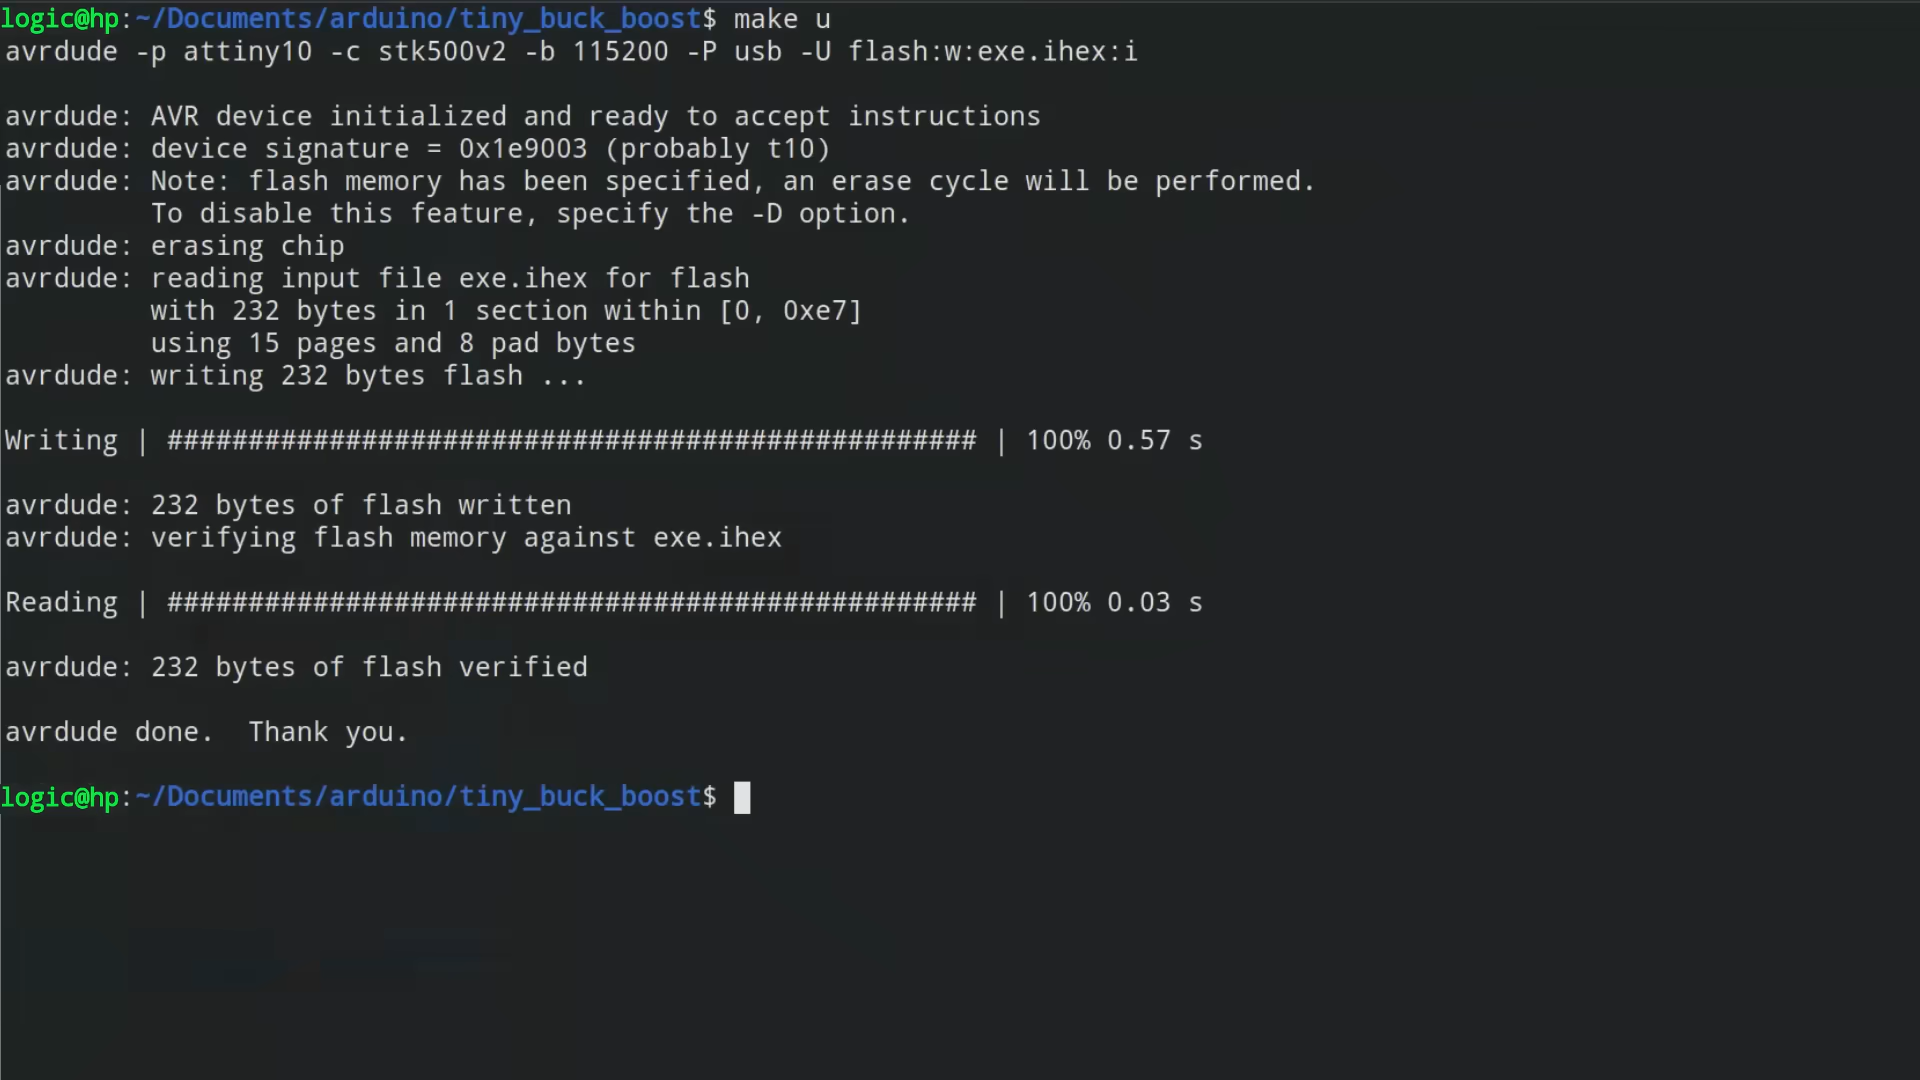 logic@hp:~/Documents/arduino/tiny_buck_boost$ make u
avrdude -p attiny10 -c stk500v2 -b 115200 -P usb -U flash:w:exe.ihex:i
avrdude: AVR device initialized and ready to accept instructions
avrdude: device signature = 0x1e9003 (probably t10)
avrdude: Note: flash memory has been specified, an erase cycle will be performed.
To disable this feature, specify the -D option.
avrdude: erasing chip
avrdude: reading input file exe.ihex for flash
with 232 bytes in 1 section within [0, 0xe7]
using 15 pages and 8 pad bytes
avrdude: writing 232 bytes flash ...
Writing | ################################################## | 100% 0.57 s
avrdude: 232 bytes of flash written
avrdude: verifying flash memory against exe.ihex
Reading | ################################################## | 100% 0.03 s
avrdude: 232 bytes of flash verified
avrdude done.  Thank you.
logic@hp:~/Documents/arduino/tiny_buck_boost$